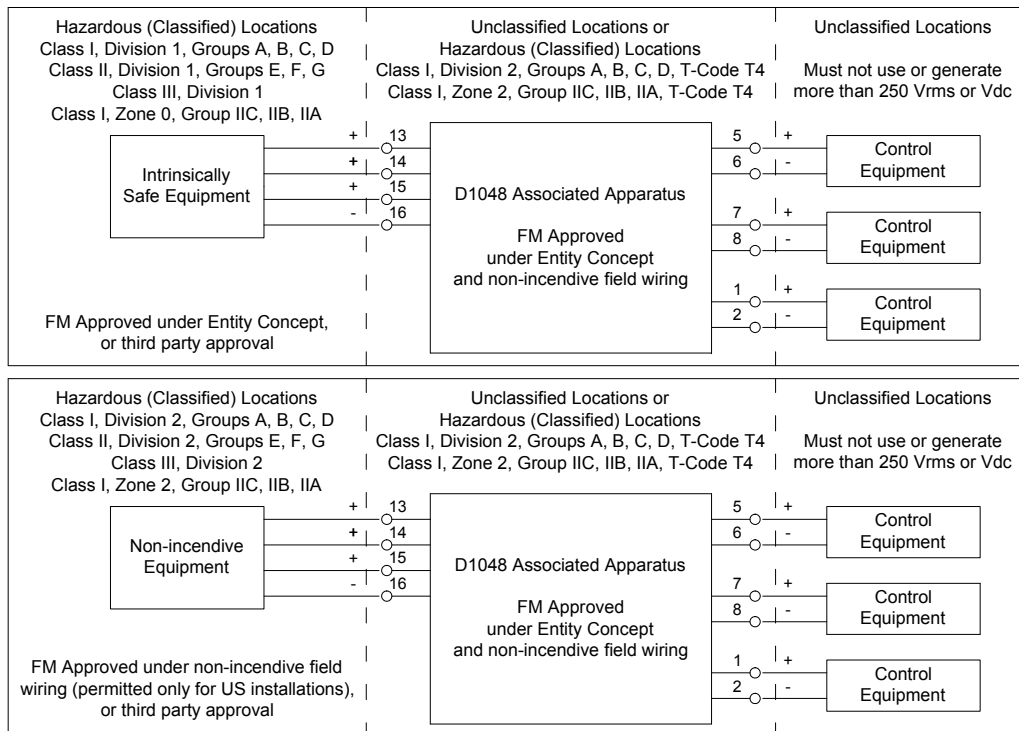 Hazardous (Classified) Locations
Class I, Division 1, Groups A, B, C, D
Class II, Division 1, Groups E, F, G
Class III, Division 1
Class I, Zone 0, Group IIC, IIB, IIA
Unclassified Locations or
Hazardous (Classified) Locations
Class I, Division 2, Groups A, B, C, D, T-Code T4
Class I, Zone 2, Group IIC, IIB, IIA, T-Code T4
Unclassified Locations
Must not use or generate
more than 250 Vrms or Vdc
Intrinsically
Safe Equipment
+ 13
+ 14
+ 15
- 16
D1048 Associated Apparatus
FM Approved
under Entity Concept
and non-incendive field wiring
5 +
6 -
Control
Equipment
7 +
8 -
Control
Equipment
1 +
2 -
Control
Equipment
FM Approved under Entity Concept,
or third party approval
Hazardous (Classified) Locations
Class I, Division 2, Groups A, B, C, D
Class II, Division 2, Groups E, F, G
Class III, Division 2
Class I, Zone 2, Group IIC, IIB, IIA
Unclassified Locations or
Hazardous (Classified) Locations
Class I, Division 2, Groups A, B, C, D, T-Code T4
Class I, Zone 2, Group IIC, IIB, IIA, T-Code T4
Unclassified Locations
Must not use or generate
more than 250 Vrms or Vdc
Non-incendive
Equipment
+ 13
+ 14
+ 15
- 16
D1048 Associated Apparatus
FM Approved
under Entity Concept
and non-incendive field wiring
5 +
6 -
Control
Equipment
7 +
8 -
Control
Equipment
1 +
2 -
Control
Equipment
FM Approved under non-incendive field
wiring (permitted only for US installations),
or third party approval